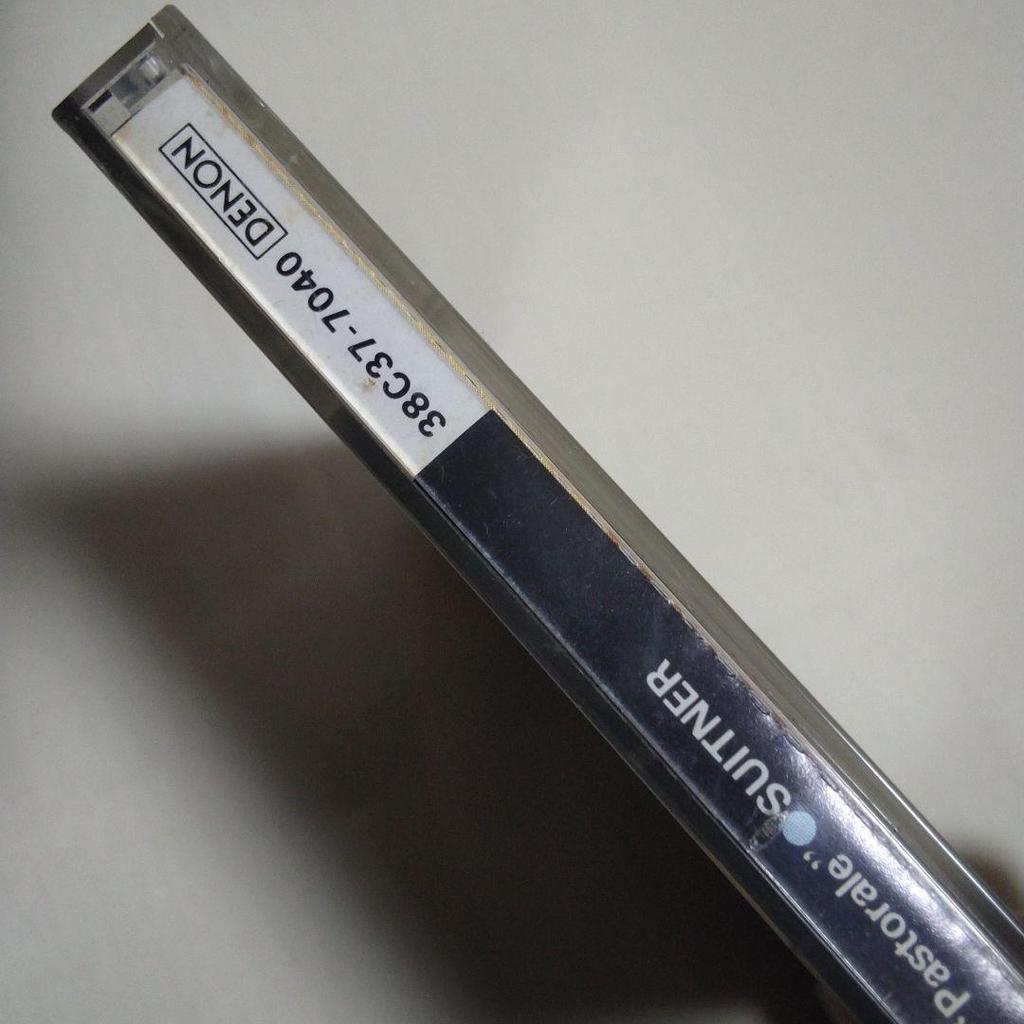 “Pastorale” ● SUITNER 38C37-7040 DENON